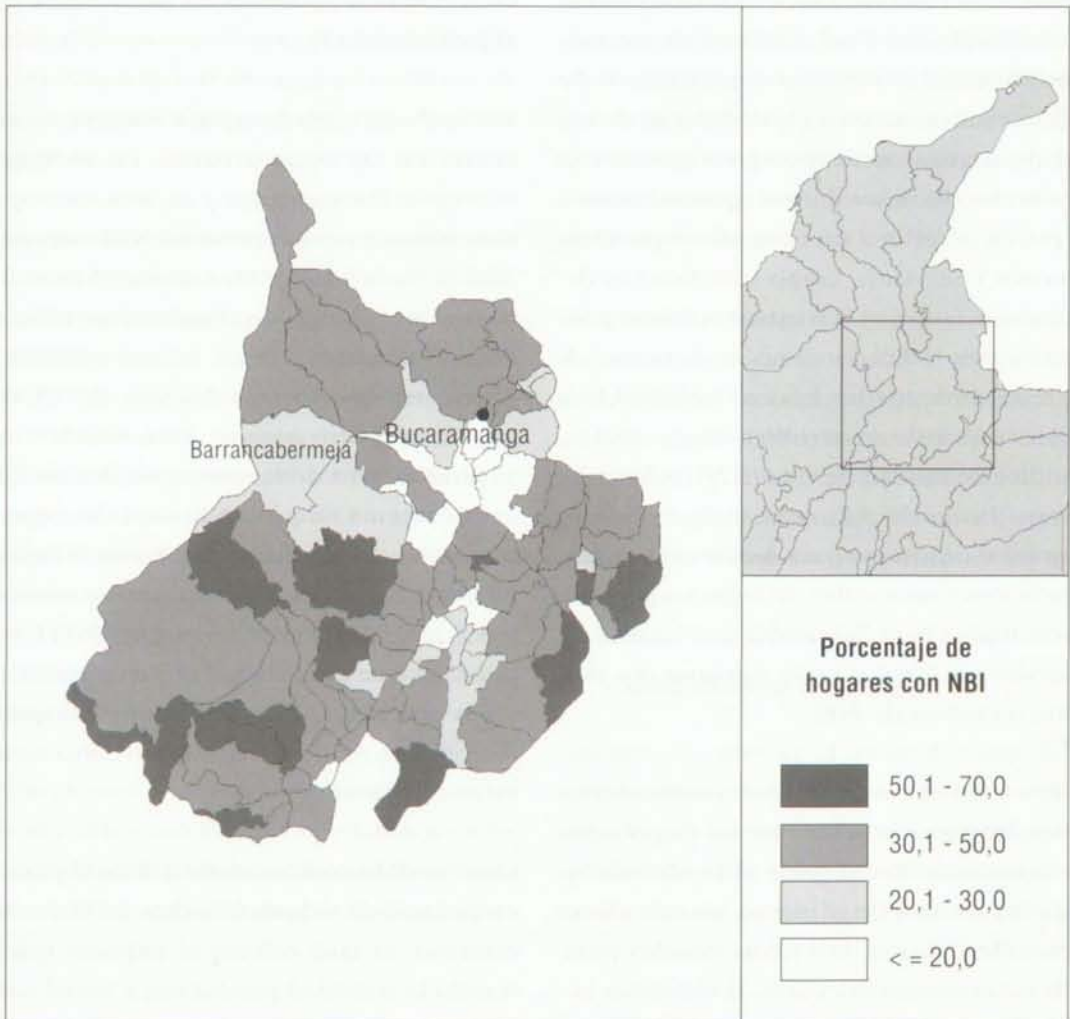 Bucaramanga
Barrancabermeja
Porcentaje de
hogares con NBI
50,1 - 70,0
30,1 - 50,0
20,1 - 30,0
< = 20,0